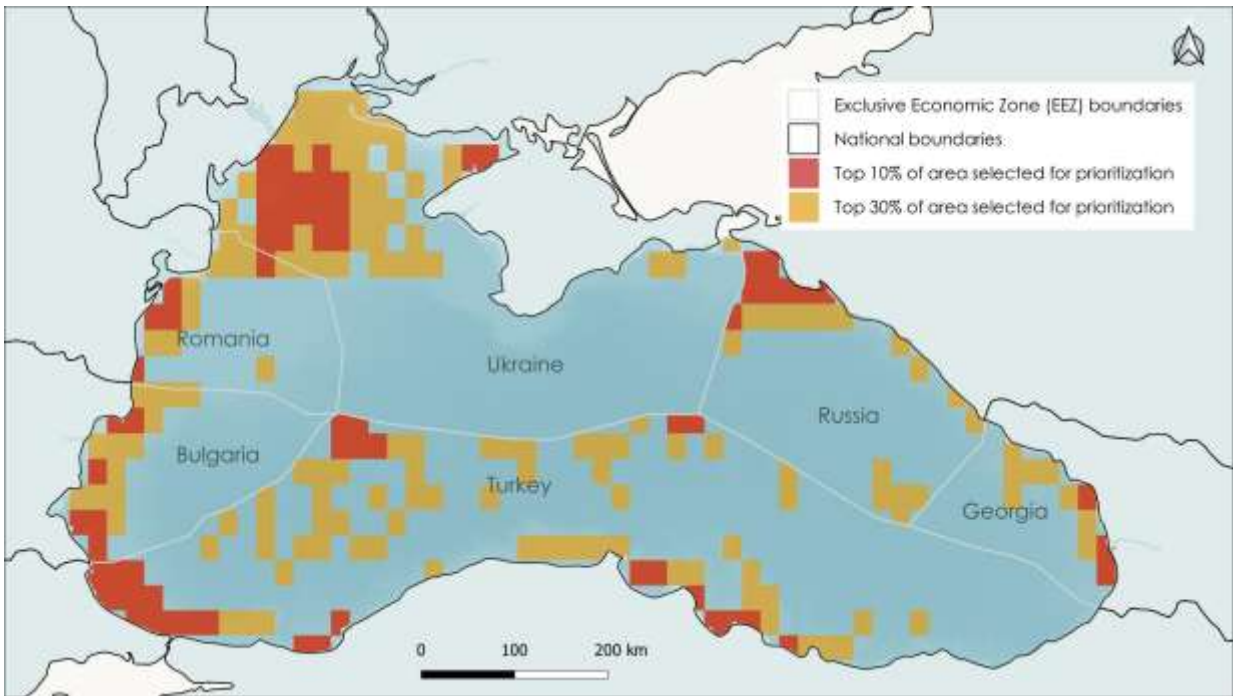 Exclusive Economic Zone (EEZ) boundaries
National boundaries
Top 10% of area selected for prioritization
Top 30% of area selected for prioritization
Romania
Ukraine
Russia
Bulgaria
Turkey
Georgia
0 100 200 km